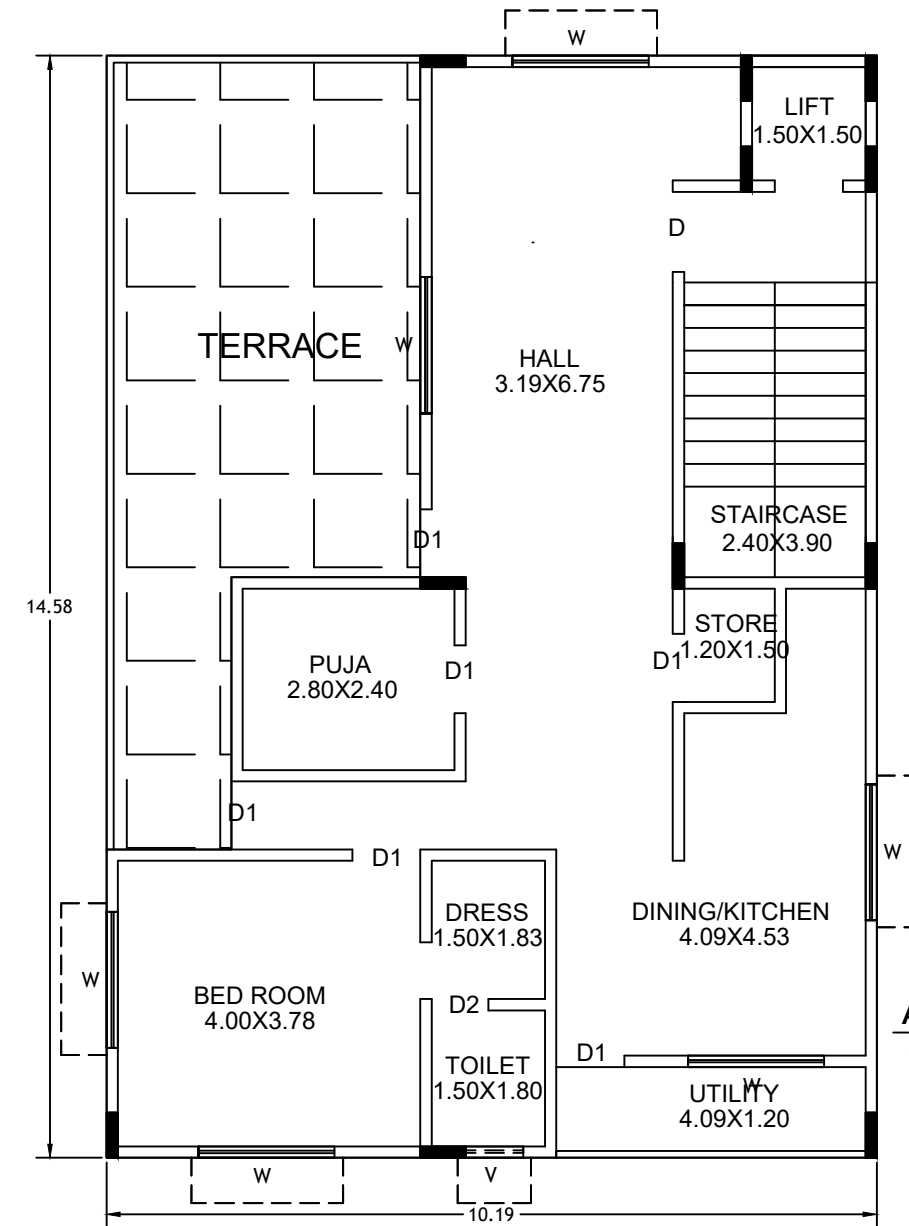 W
LIFT
1.50X1.50
D
TERRACE
W
HALL
3.19X6.75
STAIRCASE
2.40X3.90
D1
14.58
STORE
1.20X1.50
D1
PUJA
2.80X2.40
D1
D1
D1
W
DRESS
1.50X1.83
DINING/KITCHEN
4.09X4.53
W
BED ROOM
4.00X3.78
D2
A
D1
TOILET
1.50X1.80
W
UTILITY
4.09X1.20
W
V
10.19